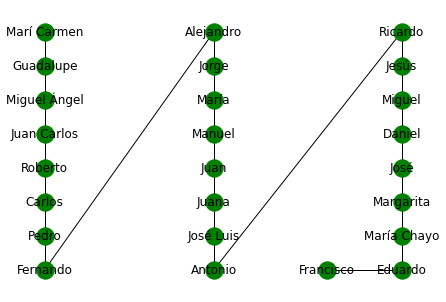 Marí Carmen
Guadalupe
Miguel Ángel
Juan Carlos
Roberto
Carlos
Pedro
Fernando
Alejandro
Jorge
María
Manuel
Juan
Juana
José Luis
Antonio
Ricardo
Jesús
Miguel
Daniel
José
Margarita
María Chayo
Eduardo
Francisco